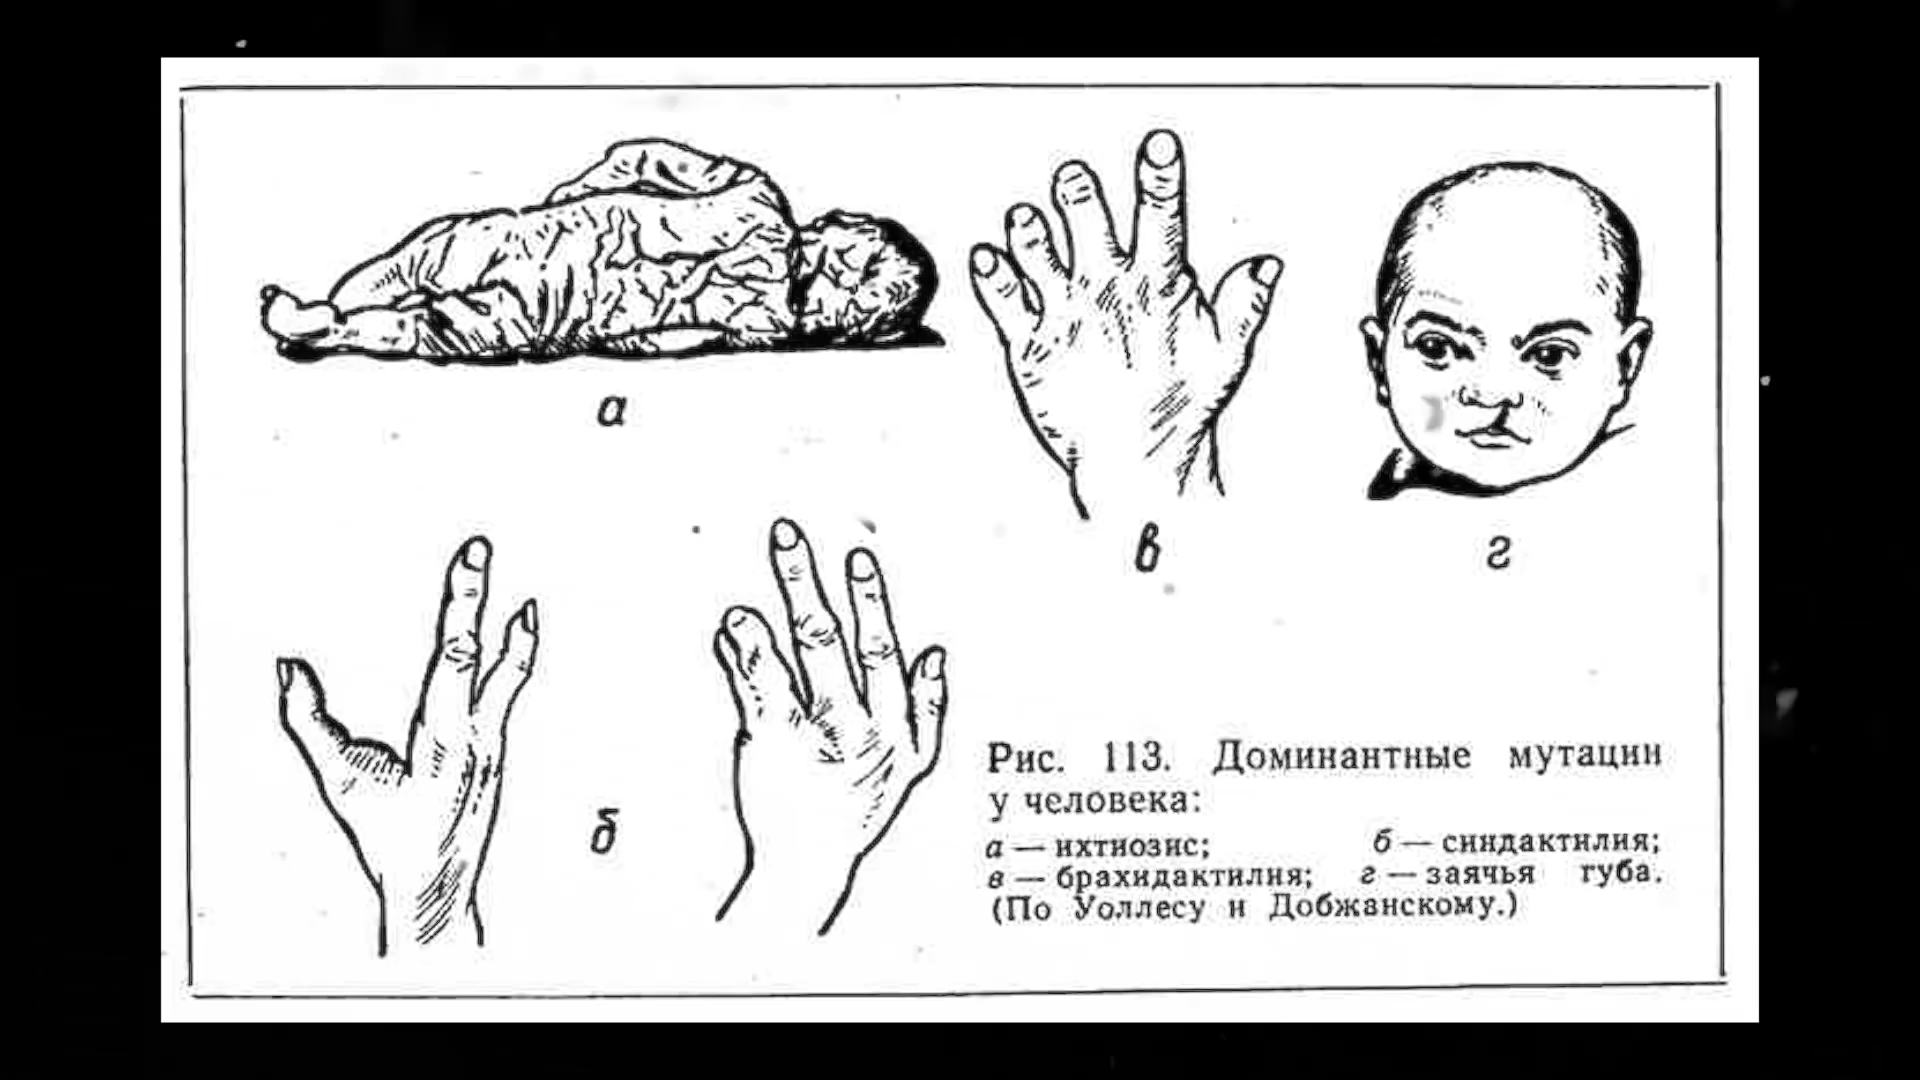 а
в
г
б
Рис. 113. Доминантные мутации
у человека:
а — ихтиозис; б — синдактилия;
в — брахидактилия; г — заячья губа.
(По Уоллесу и Добжанскому.)